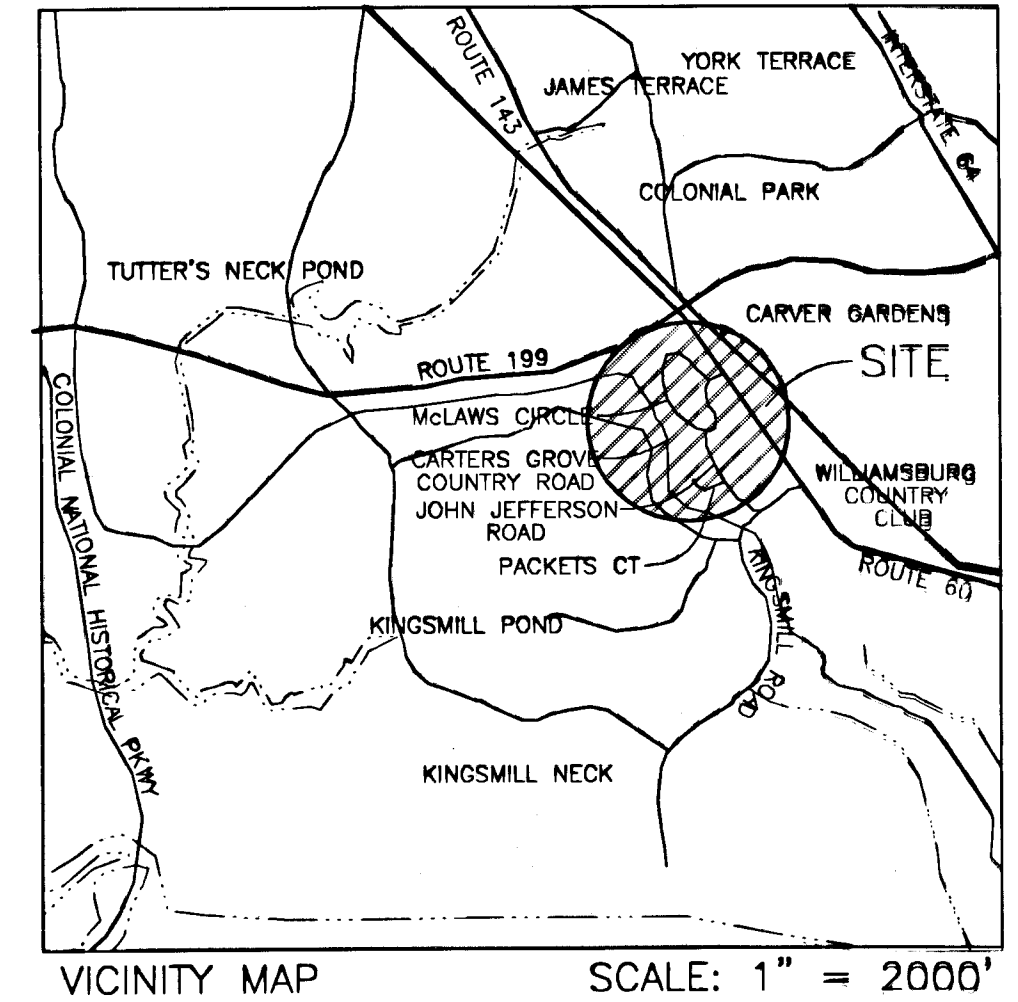 ROUTE 143
YORK TERRACE
JAMES TERRACE
INTERSTATE 64
COLONIAL PARK
TUTTER'S NECK POND
CARVER GARDENS
ROUTE 199
SITE
McLAWS CIRCLE
COLONIAL NATIONAL HISTORICAL PKWY
CARTERS GROVE
COUNTRY ROAD
WILLIAMSBURG
COUNTRY
CLUB
JOHN JEFFERSON
ROAD
PACKETS CT
ROUTE 60
KINGSMILL ROAD
KINGSMILL POND
KINGSMILL NECK
VICINITY MAP
SCALE: 1" = 2000'